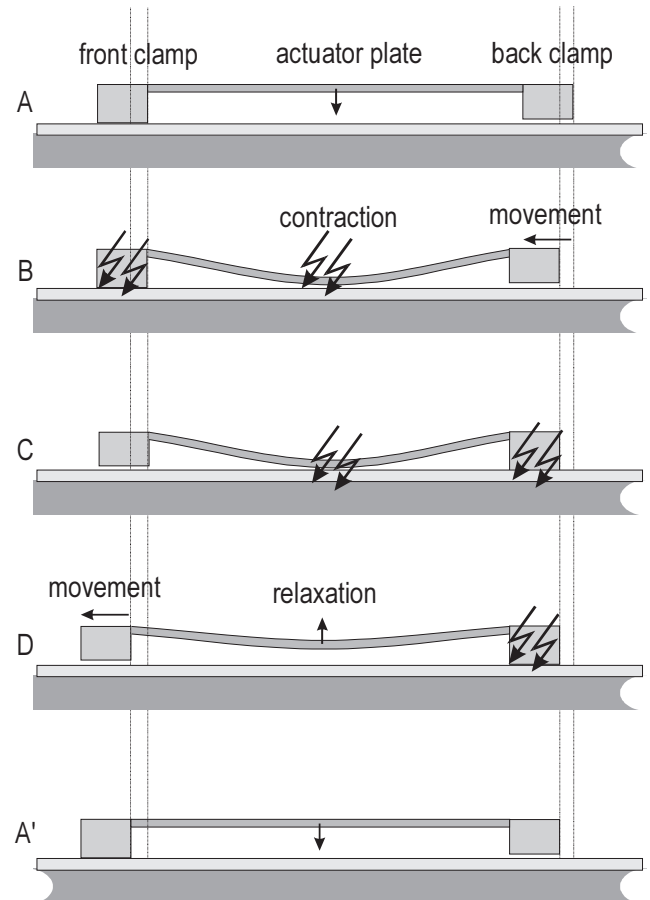 front clamp actuator plate back clamp
A
contraction movement
B
C
movement relaxation
D
A'